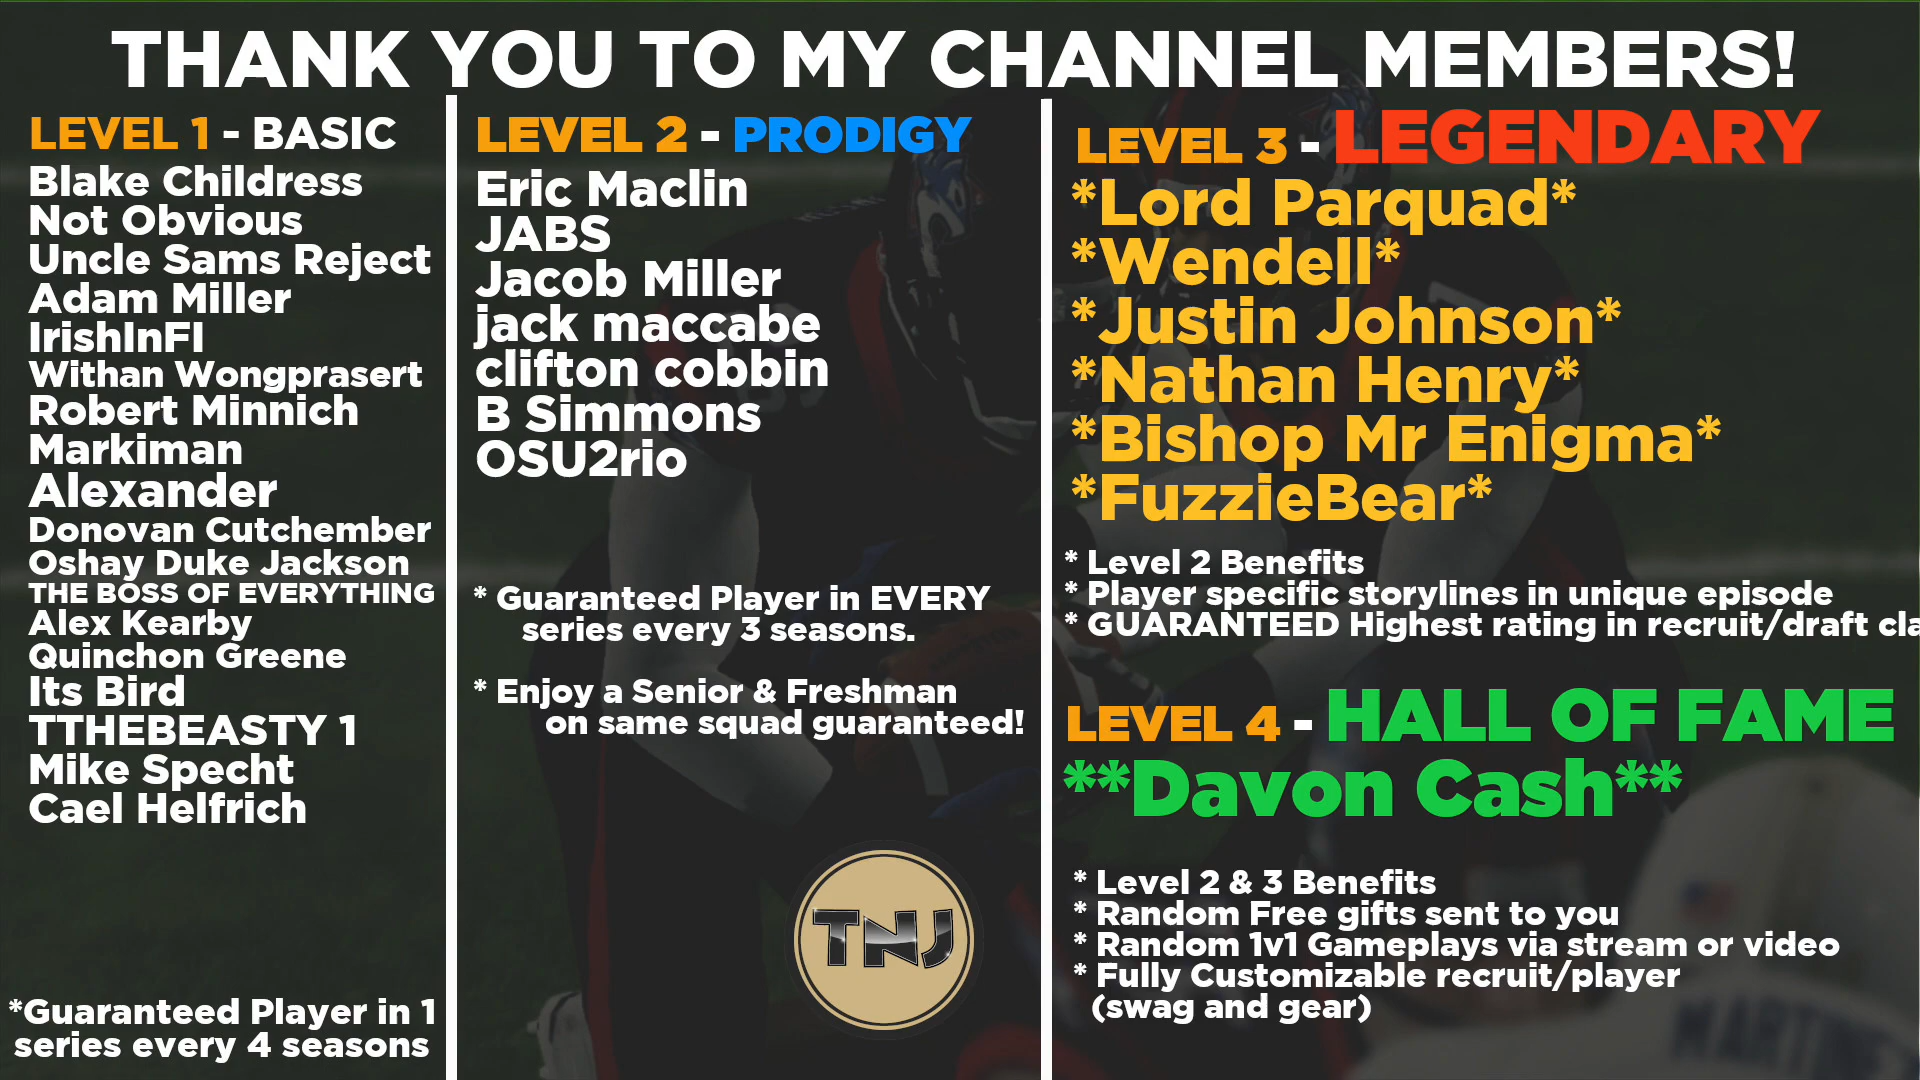 THANK YOU TO MY CHANNEL MEMBERS!
LEVEL 1 - BASIC
Blake Childress
Not Obvious
Uncle Sams Reject
Adam Miller
IrishInFl
Withan Wongprasert
Robert Minnich
Markiman
Alexander
Donovan Cutchember
Oshay Duke Jackson
THE BOSS OF EVERYTHING
Alex Kearby
Quinchon Greene
Its Bird
TTHEBEASTY 1
Mike Specht
Cael Helfrich
*Guaranteed Player in 1
series every 4 seasons
LEVEL 2 - PRODIGY
Eric Maclin
JABS
Jacob Miller
jack maccabe
clifton cobbin
B Simmons
OSU2rio
* Guaranteed Player in EVERY
series every 3 seasons.
* Enjoy a Senior & Freshman
on same squad guaranteed!
TNJ
LEVEL 3 - LEGENDARY
*Lord Parquad*
*Wendell*
*Justin Johnson*
*Nathan Henry*
*Bishop Mr Enigma*
*FuzzieBear*
* Level 2 Benefits
* Player specific storylines in unique episode
* GUARANTEED Highest rating in recruit/draft cla
LEVEL 4 - HALL OF FAME
**Davon Cash**
* Level 2 & 3 Benefits
* Random Free gifts sent to you
* Random 1v1 Gameplays via stream or video
* Fully Customizable recruit/player
(swag and gear)